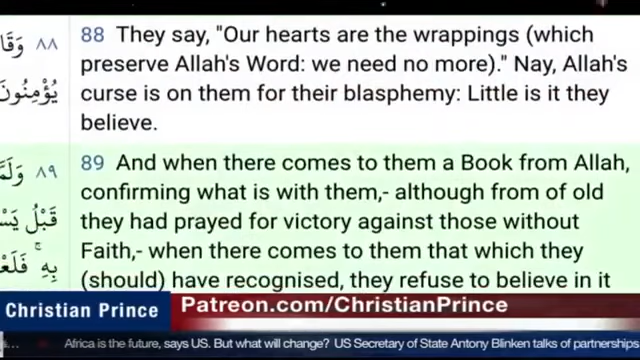 ٨٨ وَقَا
88 They say, "Our hearts are the wrappings (which
preserve Allah's Word: we need no more)." Nay, Allah's
يُؤْمِنُونَ
curse is on them for their blasphemy: Little is it they
believe.
٨٩ وَلَمَّ
89 And when there comes to them a Book from Allah,
confirming what is with them,- although from of old
قَبْلُ يَسْ
they had prayed for victory against those without
Faith,- when there comes to them that which they
بِهِ ۚ فَلَعْ
(should) have recognised, they refuse to believe in it
Christian Prince
Patreon.com/ChristianPrince
... Africa is the future, says US. But what will change? US Secretary of State Antony Blinken talks of partnerships,